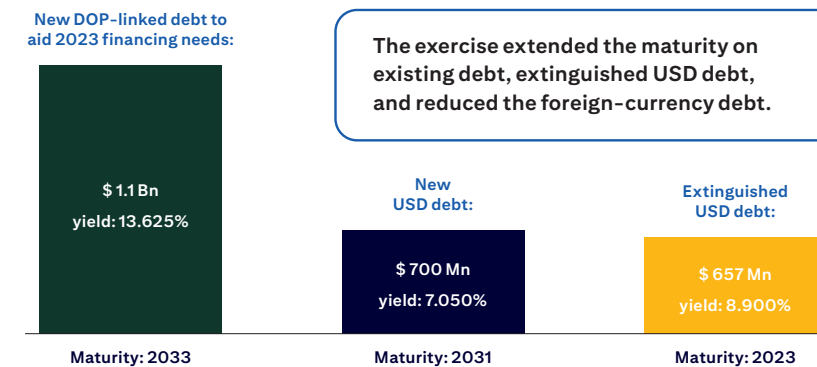 New DOP-linked debt to
aid 2023 financing needs:
The exercise extended the maturity on
existing debt, extinguished USD debt,
and reduced the foreign-currency debt.
$ 1.1 Bn
yield: 13.625%
New
USD debt:
$ 700 Mn
yield: 7.050%
Extinguished
USD debt:
$ 657 Mn
yield: 8.900%
Maturity: 2033
Maturity: 2031
Maturity: 2023